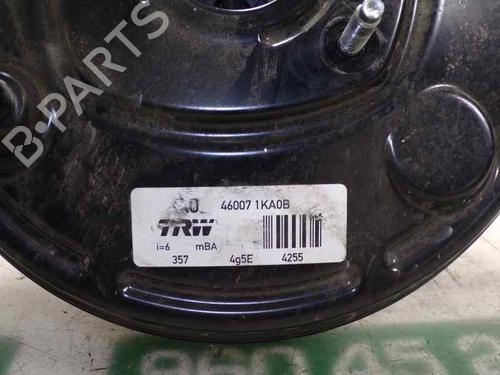 B-PARTS
46007 1KA0B
TRW
i=6 mBA
357 4g5E 4255